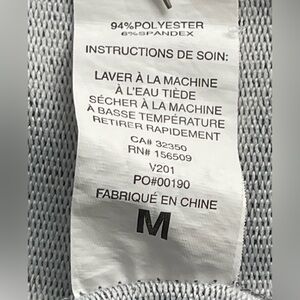 94%POLYESTER
6%SPANDEX
INSTRUCTIONS DE SOIN:
LAVER À LA MACHINE
À L'EAU TIÈDE
SÉCHER À LA MACHINE
À BASSE TEMPÉRATURE
RETIRER RAPIDEMENT
CA# 32350
RN# 156509
V201
PO#00190
FABRIQUÉ EN CHINE
M